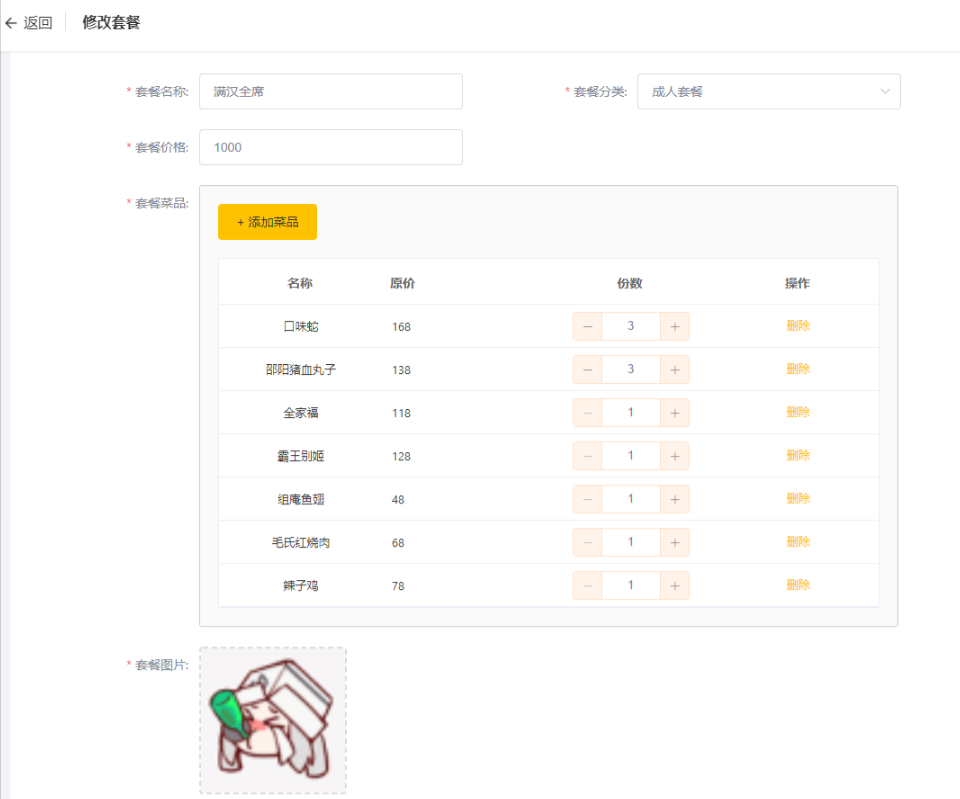 ← 返回 修改套餐
* 套餐名称: 满汉全席 * 套餐分类: 成人套餐
* 套餐价格: 1000
* 套餐菜品:
+ 添加菜品
名称 原价 份数 操作
口味蛇 168 − 3 + 删除
邵阳猪血丸子 138 − 3 + 删除
全家福 118 − 1 + 删除
霸王别姬 128 − 1 + 删除
组庵鱼翅 48 − 1 + 删除
毛氏红烧肉 68 − 1 + 删除
辣子鸡 78 − 1 + 删除
* 套餐图片: